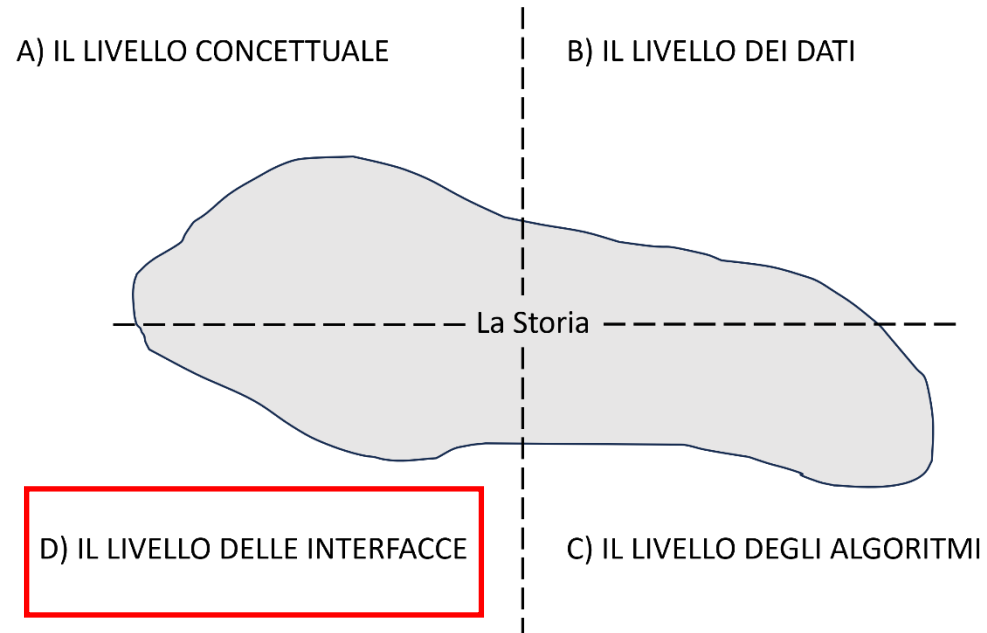 A) IL LIVELLO CONCETTUALE
B) IL LIVELLO DEI DATI
La Storia
D) IL LIVELLO DELLE INTERFACCE
C) IL LIVELLO DEGLI ALGORITMI